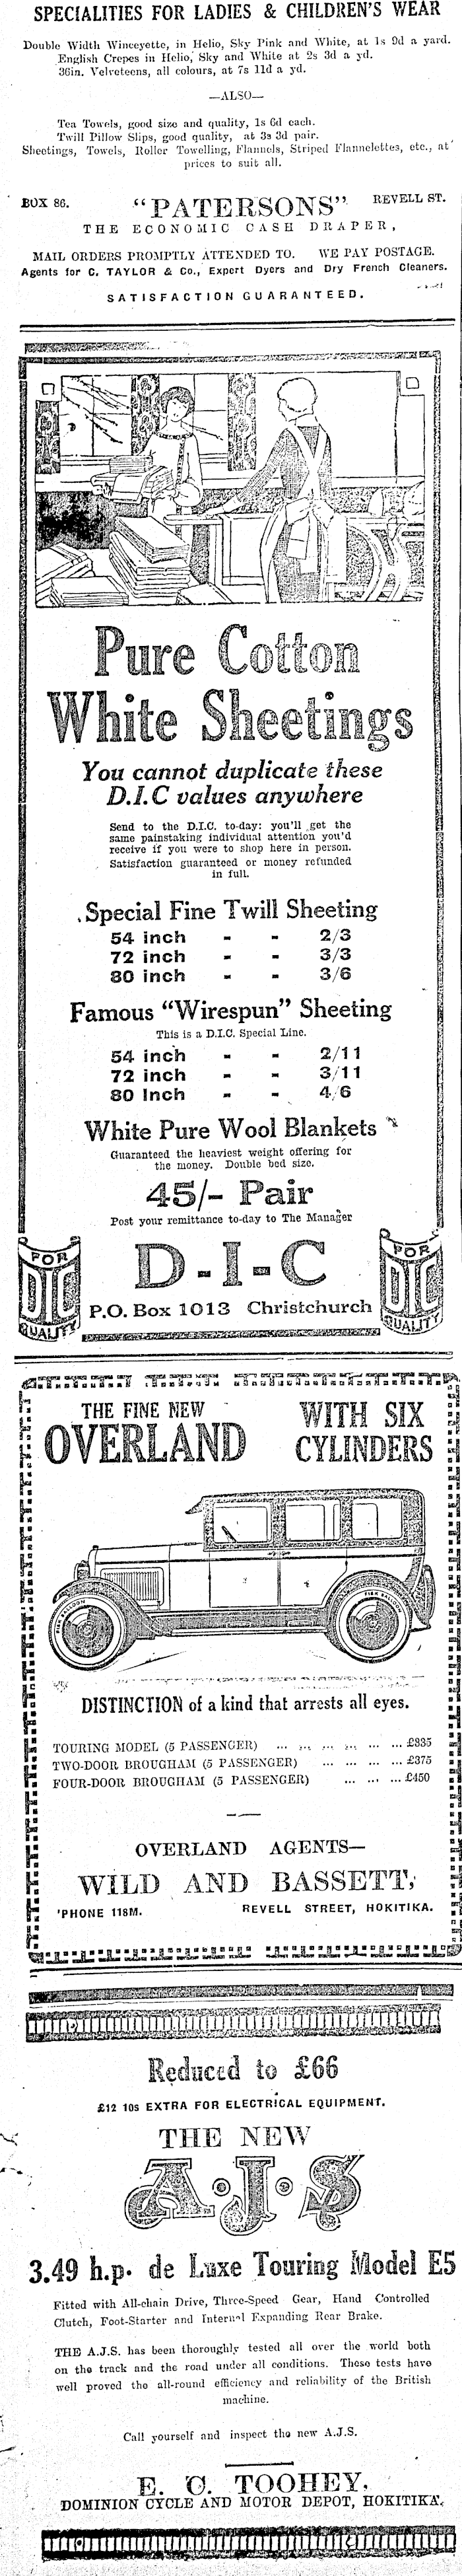 SPECIALITIES FOR LADIES & CHILDREN'S WEAR
Double Width Winceyette, in Helio, Sky Pink and White, at 1s 9d a yard.
English Crepes in Helio, Sky and White at 2s 3d a yd.
36in. Velveteens, all colours, at 7s 11d a yd.
—ALSO—
Tea Towels, good size and quality, 1s 6d each.
Twill Pillow Slips, good quality, at 3s 3d pair.
Sheetings, Towels, Roller Towelling, Flannels, Striped Flannelettes, etc., at
prices to suit all.
BOX 86. "PATERSONS" REVELL ST.
THE ECONOMIC CASH DRAPER,
MAIL ORDERS PROMPTLY ATTENDED TO. WE PAY POSTAGE.
Agents for C. TAYLOR & Co., Expert Dyers and Dry French Cleaners.
SATISFACTION GUARANTEED.
Pure Cotton
White Sheetings
You cannot duplicate these
D.I.C values anywhere
Send to the D.I.C. to-day: you'll get the
same painstaking individual attention you'd
receive if you were to shop here in person.
Satisfaction guaranteed or money refunded
in full.
Special Fine Twill Sheeting
54 inch - - 2/3
72 inch - - 3/3
80 inch - - 3/6
Famous "Wirespun" Sheeting
This is a D.I.C. Special Line.
54 inch - - 2/11
72 inch - - 3/11
80 Inch - - 4/6
White Pure Wool Blankets
Guaranteed the heaviest weight offering for
the money. Double bed size.
45/- Pair
Post your remittance to-day to The Manager
FOR DIC QUALITY
D-I-C
P.O. Box 1013 Christchurch
FOR DIC QUALITY
THE FINE NEW
OVERLAND
WITH SIX
CYLINDERS
DISTINCTION of a kind that arrests all eyes.
TOURING MODEL (5 PASSENGER) ... ... ... ... ... ... £335
TWO-DOOR BROUGHAM (5 PASSENGER) ... ... ... ... £375
FOUR-DOOR BROUGHAM (5 PASSENGER) ... ... ... £450
OVERLAND AGENTS—
WILD AND BASSETT,
'PHONE 118M. REVELL STREET, HOKITIKA.
Reduced to £66
£12 10s EXTRA FOR ELECTRICAL EQUIPMENT.
THE NEW
A.J.S
3.49 h.p. de Luxe Touring Model E5
Fitted with All-chain Drive, Three-Speed Gear, Hand Controlled
Clutch, Foot-Starter and Internal Expanding Rear Brake.
THE A.J.S. has been thoroughly tested all over the world both
on the track and the road under all conditions. These tests have
well proved the all-round efficiency and reliability of the British
machine.
Call yourself and inspect the new A.J.S.
E. C. TOOHEY,
DOMINION CYCLE AND MOTOR DEPOT, HOKITIKA.